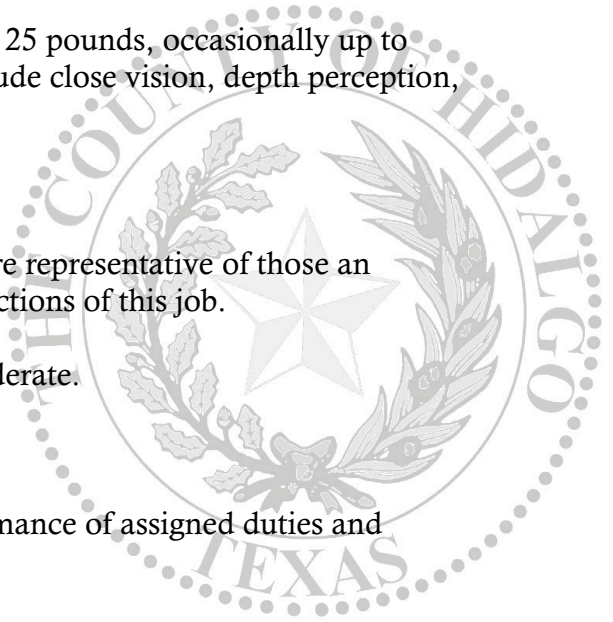 25 pounds, occasionally up to
ude close vision, depth perception,
re representative of those an
ctions of this job.
derate.
mance of assigned duties and
THE COUNTY OF HIDALGO
TEXAS